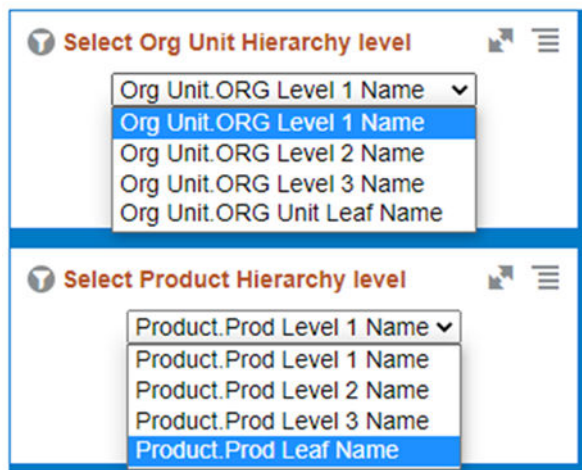 Select Org Unit Hierarchy level
Org Unit.ORG Level 1 Name
Org Unit.ORG Level 1 Name
Org Unit.ORG Level 2 Name
Org Unit.ORG Level 3 Name
Org Unit.ORG Unit Leaf Name
Select Product Hierarchy level
Product.Prod Level 1 Name
Product.Prod Level 1 Name
Product.Prod Level 2 Name
Product.Prod Level 3 Name
Product.Prod Leaf Name